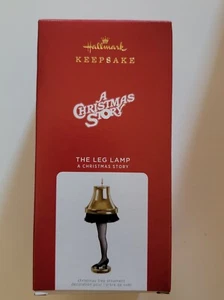 Hallmark
KEEPSAKE
A
CHRISTMAS
STORY
THE LEG LAMP
A CHRISTMAS STORY